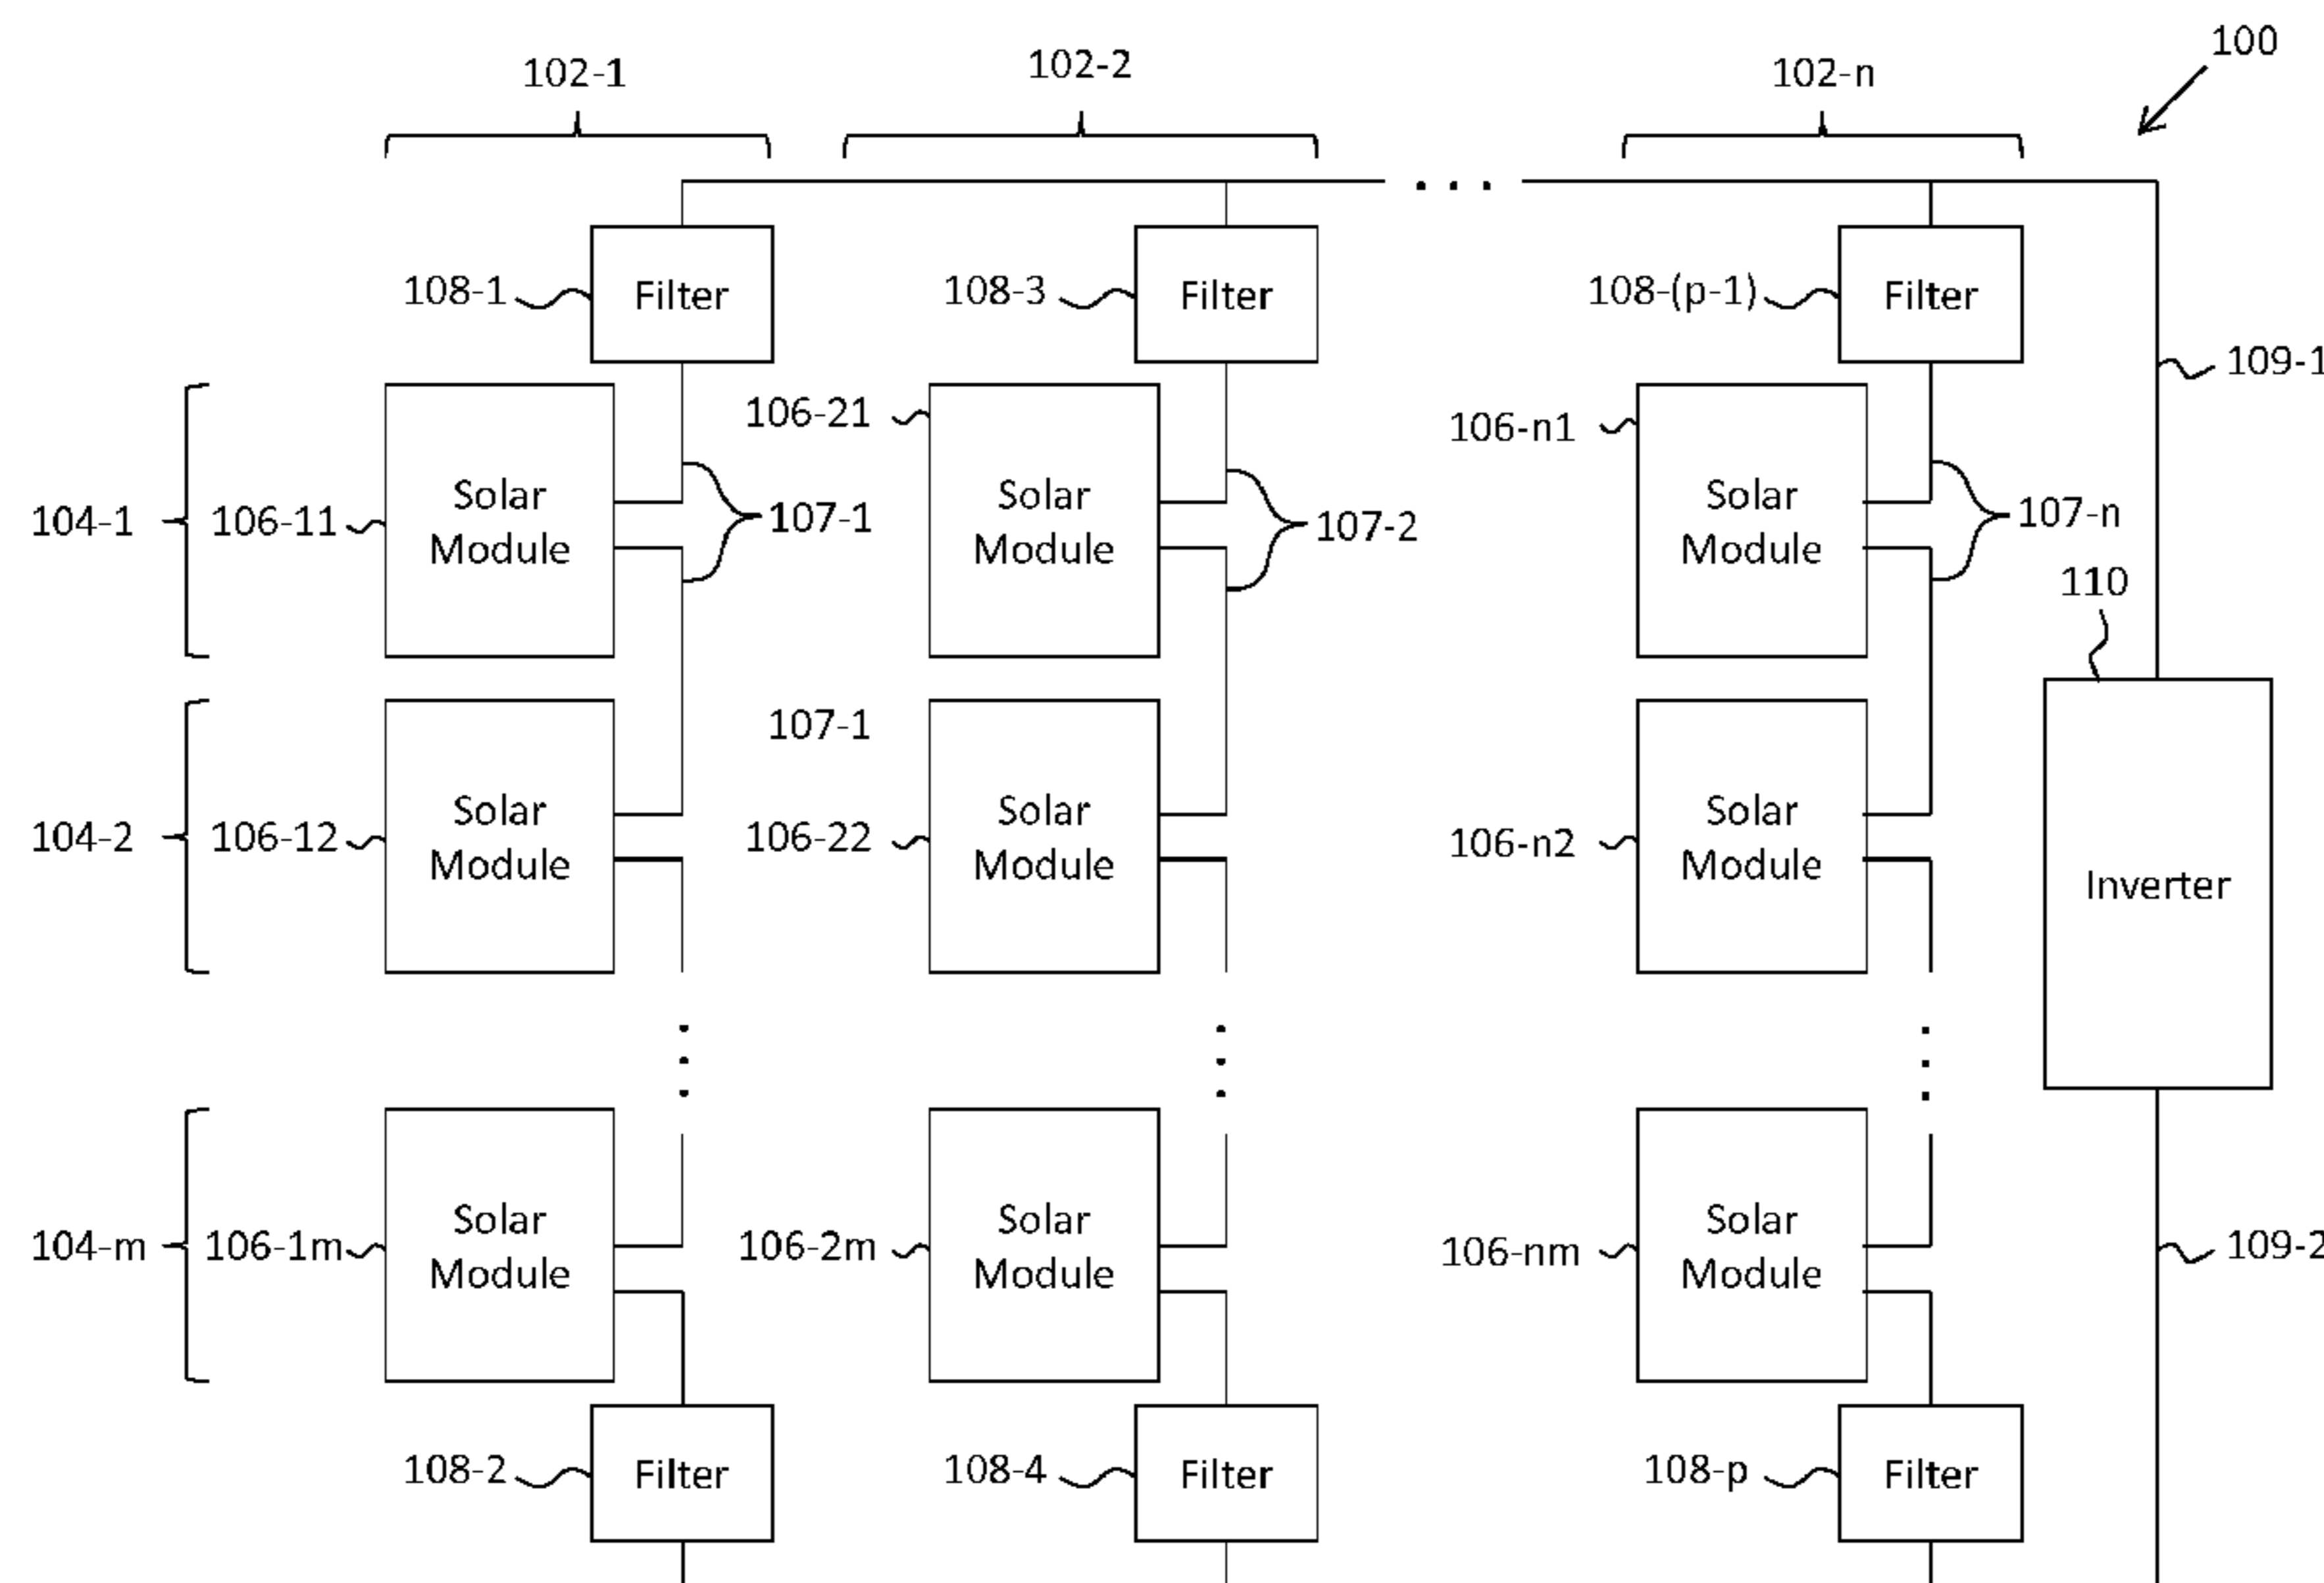 100
102-1
102-2
102-n
108-1
Filter
108-3
Filter
108-(p-1)
Filter
109-1
104-1
106-11
Solar
Module
107-1
106-21
Solar
Module
107-2
106-n1
Solar
Module
107-n
110
Inverter
104-2
106-12
Solar
Module
107-1
106-22
Solar
Module
106-n2
Solar
Module
104-m
106-1m
Solar
Module
106-2m
Solar
Module
106-nm
Solar
Module
109-2
108-2
Filter
108-4
Filter
108-p
Filter